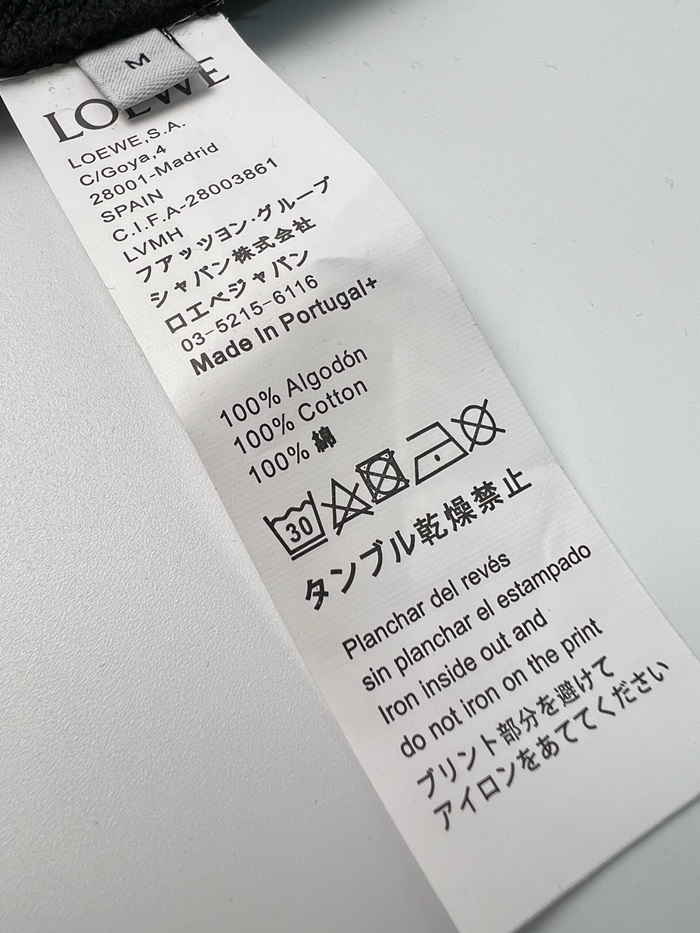 M
LOEWE
LOEWE,S.A.
C/Goya,4
28001-Madrid
SPAIN
C.I.F.A-28003861
LVMH
フアッツョン·グループ
シャパン株式会社
ロエベジャパン
03-5215-6116
Made In Portugal+
100% Algodón
100% Cotton
100% 綿
30
タンブル乾燥禁止
Planchar del revés
sin planchar el estampado
Iron inside out and
do not iron on the print
プリント部分を避けて
アイロンをあててください